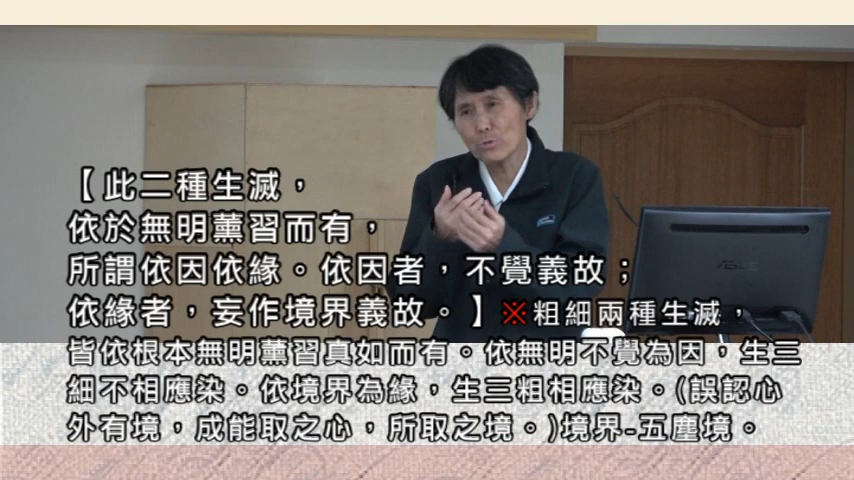 【此二種生滅，
依於無明薰習而有，
所謂依因依緣。依因者，不覺義故；
依緣者，妄作境界義故。】※粗細兩種生滅，
皆依根本無明薰習真如而有。依無明不覺為因，生三
細不相應染。依境界為緣，生三粗相應染。(誤認心
外有境，成能取之心，所取之境。)境界-五塵境。
ASUS